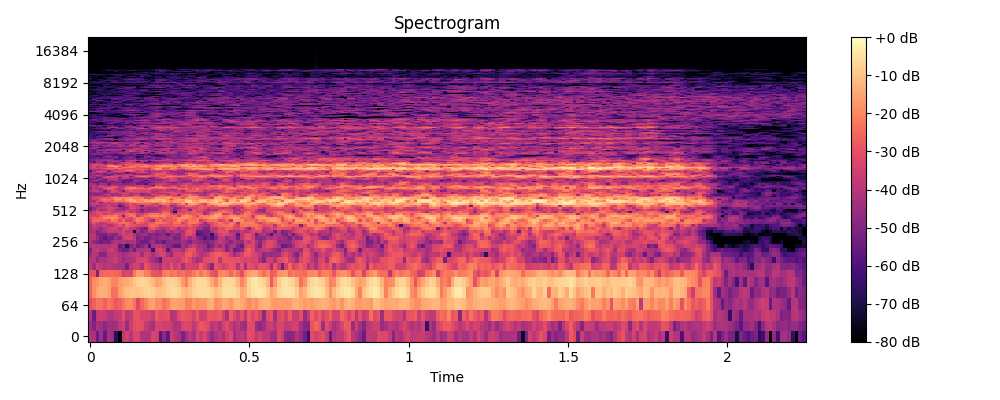 Spectrogram
16384
8192
4096
2048
1024
512
256
128
64
0
Hz
0
0.5
1
1.5
2
Time
+0 dB
-10 dB
-20 dB
-30 dB
-40 dB
-50 dB
-60 dB
-70 dB
-80 dB